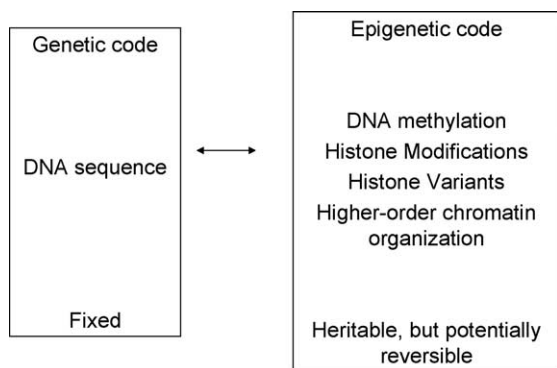 Genetic code
DNA sequence
Fixed
Epigenetic code
DNA methylation
Histone Modifications
Histone Variants
Higher-order chromatin
organization
Heritable, but potentially
reversible